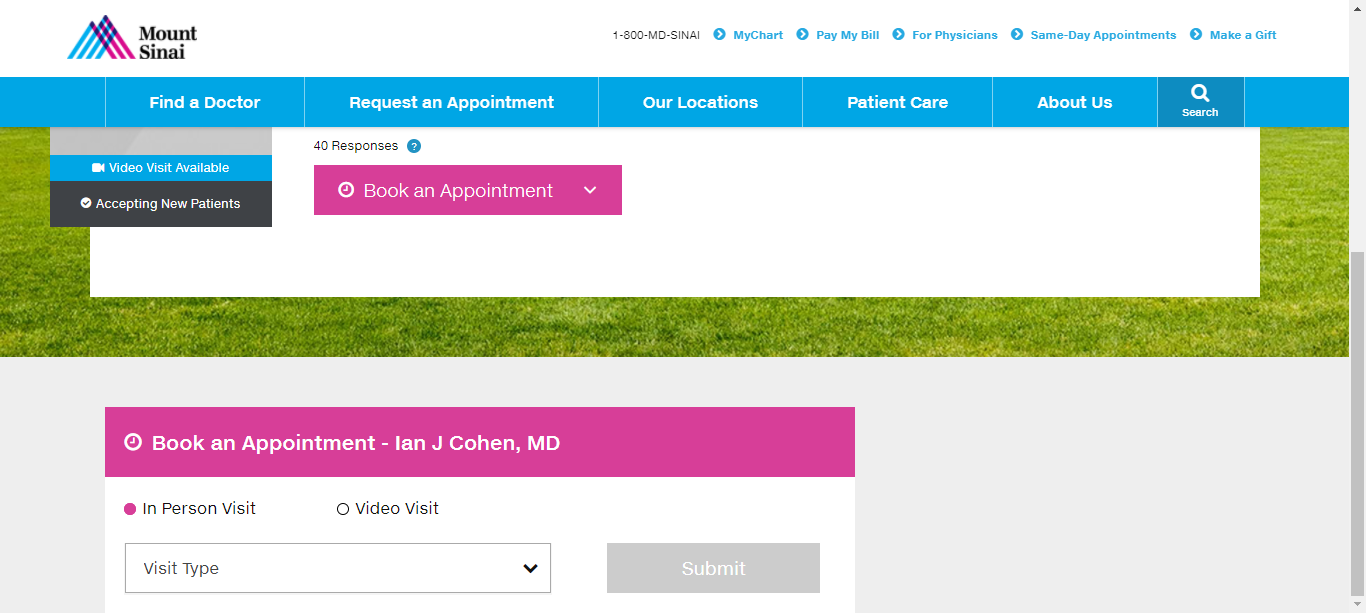 Mount
Sinai
1-800-MD-SINAI MyChart Pay My Bill For Physicians Same-Day Appointments Make a Gift
Find a Doctor Request an Appointment Our Locations Patient Care About Us Search
40 Responses ?
Video Visit Available
Book an Appointment
Accepting New Patients
Book an Appointment - Ian J Cohen, MD
In Person Visit Video Visit
Visit Type Submit